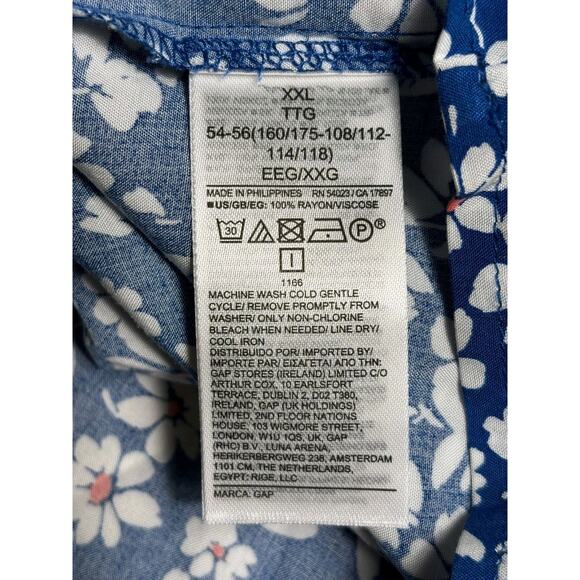 XXL
TTG
54-56(160/175-108/112-
114/118)
EEG/XXG
MADE IN PHILIPPINES RN 54023 / CA 17897
■US/GB/EG: 100% RAYON/VISCOSE
30 P®
I
1166
MACHINE WASH COLD GENTLE
CYCLE/ REMOVE PROMPTLY FROM
WASHER/ ONLY NON-CHLORINE
BLEACH WHEN NEEDED/ LINE DRY/
COOL IRON
DISTRIBUIDO POR/ IMPORTED BY/
IMPORTE PAR/ ΕΙΣΑΓΕΤΑΙ ΑΠΟ ΤΗΝ:
GAP STORES (IRELAND) LIMITED C/O
ARTHUR COX, 10 EARLSFORT
TERRACE, DUBLIN 2, D02 T380,
IRELAND, GAP (UK HOLDINGS)
LIMITED, 2ND FLOOR NATIONS
HOUSE, 103 WIGMORE STREET,
LONDON, W1U 1QS, UK, GAP
(RHC) B.V., LUNA ARENA,
HERIKERBERGWEG 238, AMSTERDAM
1101 CM, THE NETHERLANDS,
EGYPT: RIGE, LLC
MARCA: GAP